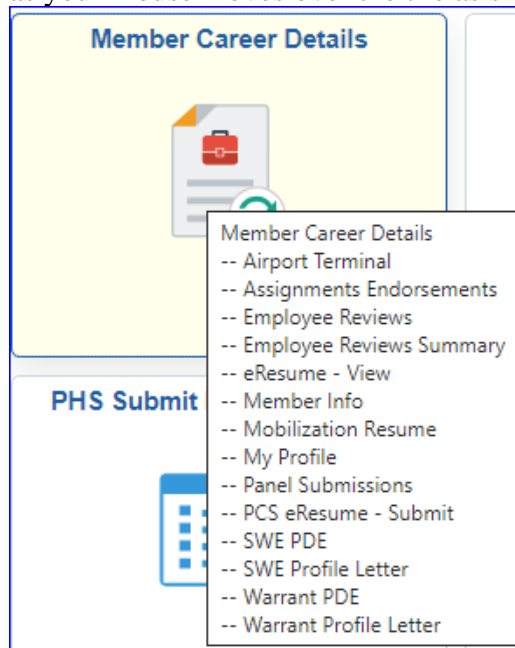 Member Career Details
Member Career Details
-- Airport Terminal
-- Assignments Endorsements
-- Employee Reviews
-- Employee Reviews Summary
-- eResume - View
-- Member Info
-- Mobilization Resume
-- My Profile
-- Panel Submissions
-- PCS eResume - Submit
-- SWE PDE
-- SWE Profile Letter
-- Warrant PDE
-- Warrant Profile Letter
PHS Submit